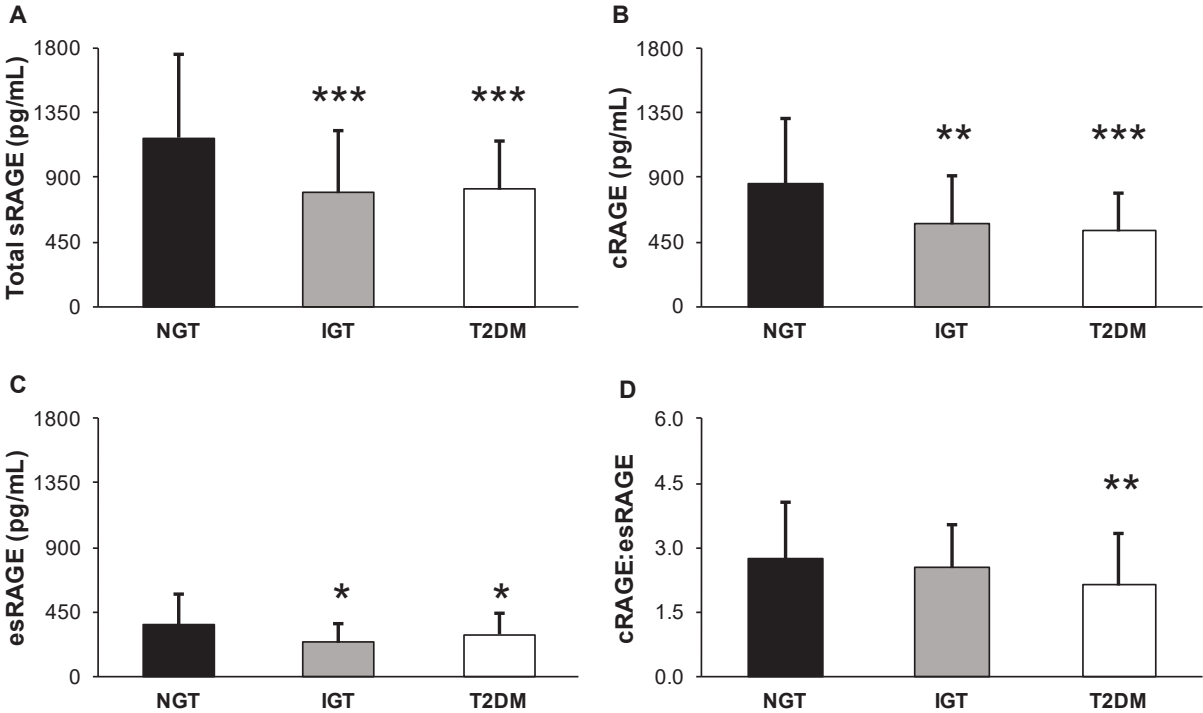 A
Total sRAGE (pg/mL)
1800
1350
900
450
0
*** ***
NGT IGT T2DM
B
cRAGE (pg/mL)
1800
1350
900
450
0
** ***
NGT IGT T2DM
C
esRAGE (pg/mL)
1800
1350
900
450
0
* *
NGT IGT T2DM
D
cRAGE:esRAGE
6.0
4.5
3.0
1.5
0.0
**
NGT IGT T2DM